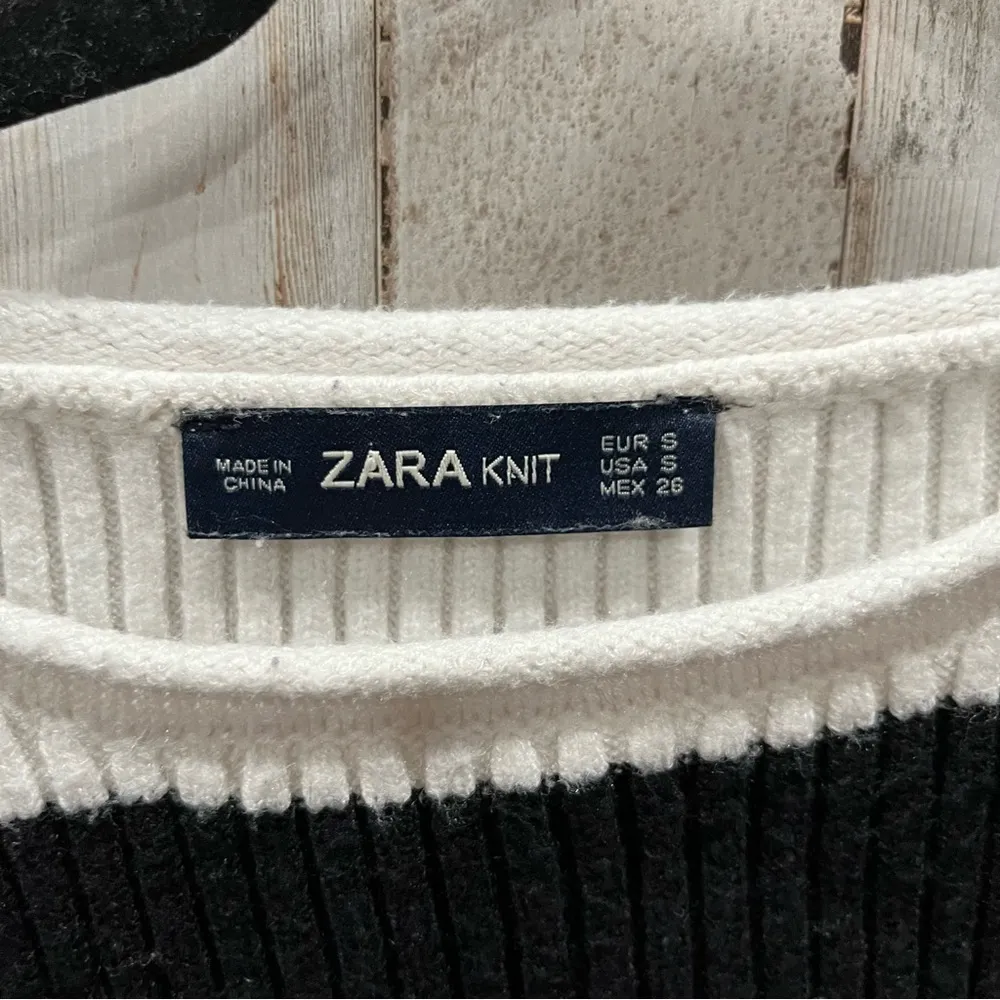 MADE IN
CHINA
ZARA KNIT
EUR S
USA S
MEX 26